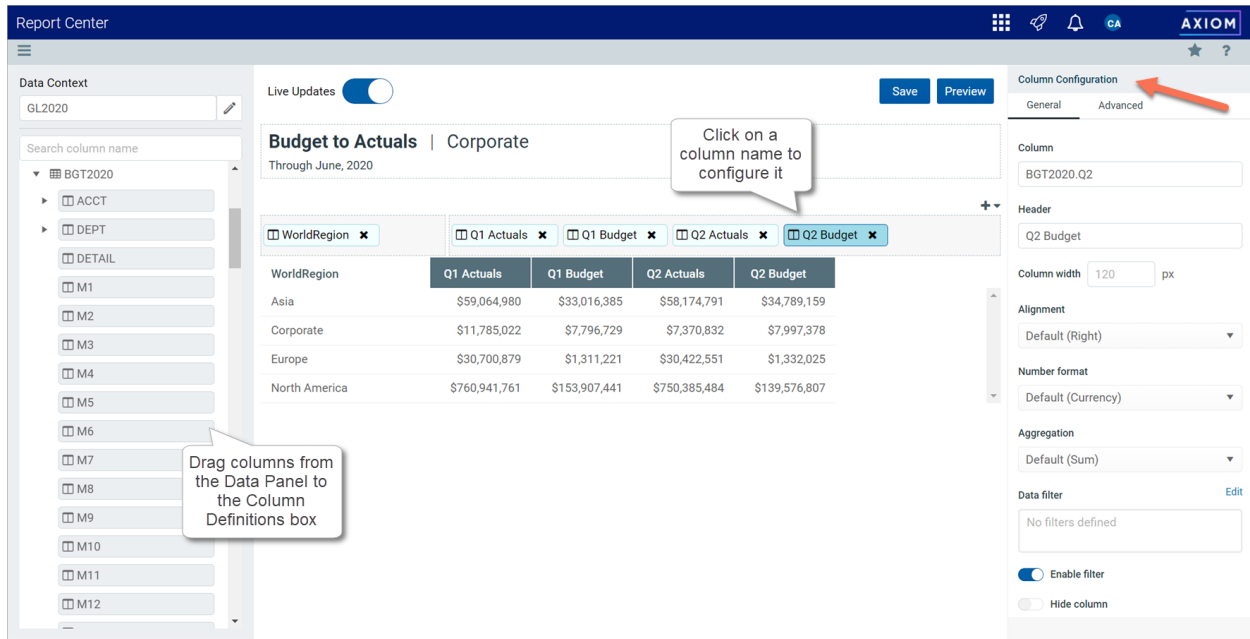 Report Center
CA
AXIOM
?
Data Context
GL2020
Search column name
BGT2020
ACCT
DEPT
DETAIL
M1
M2
M3
M4
M5
M6
M7
M8
M9
M10
M11
M12
Drag columns from
the Data Panel to
the Column
Definitions box
Live Updates
Save Preview
Budget to Actuals | Corporate
Through June, 2020
Click on a
column name to
configure it
WorldRegion Q1 Actuals Q1 Budget Q2 Actuals Q2 Budget
WorldRegion Q1 Actuals Q1 Budget Q2 Actuals Q2 Budget
Asia $59,064,980 $33,016,385 $58,174,791 $34,789,159
Corporate $11,785,022 $7,796,729 $7,370,832 $7,997,378
Europe $30,700,879 $1,311,221 $30,422,551 $1,332,025
North America $760,941,761 $153,907,441 $750,385,484 $139,576,807
Column Configuration
General Advanced
Column
BGT2020.Q2
Header
Q2 Budget
Column width 120 px
Alignment
Default (Right)
Number format
Default (Currency)
Aggregation
Default (Sum)
Data filter Edit
No filters defined
Enable filter
Hide column